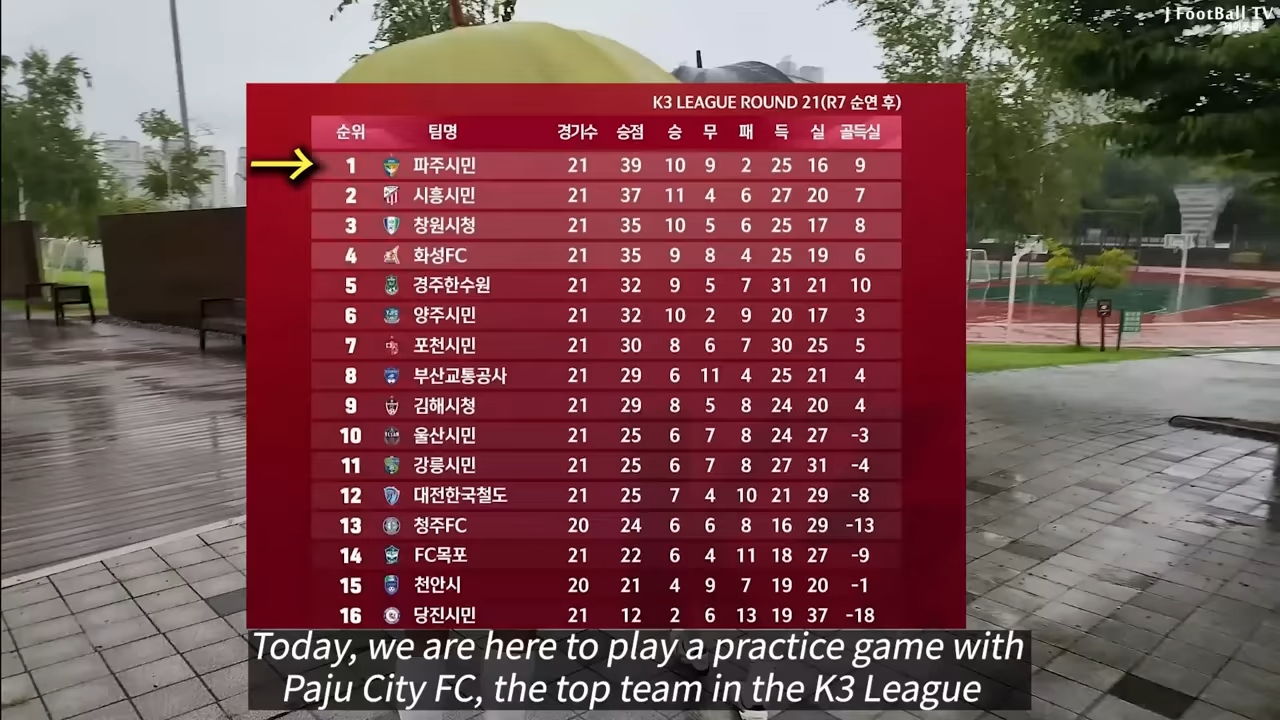 J FootBall TV
K3 LEAGUE ROUND 21(R7 순연 후)
순위 팀명 경기수 승점 승 무 패 득 실 골득실
1 파주시민 21 39 10 9 2 25 16 9
2 시흥시민 21 37 11 4 6 27 20 7
3 창원시청 21 35 10 5 6 25 17 8
4 화성FC 21 35 9 8 4 25 19 6
5 경주한수원 21 32 9 5 7 31 21 10
6 양주시민 21 32 10 2 9 20 17 3
7 포천시민 21 30 8 6 7 30 25 5
8 부산교통공사 21 29 6 11 4 25 21 4
9 김해시청 21 29 8 5 8 24 20 4
10 울산시민 21 25 6 7 8 24 27 -3
11 강릉시민 21 25 6 7 8 27 31 -4
12 대전한국철도 21 25 7 4 10 21 29 -8
13 청주FC 20 24 6 6 8 16 29 -13
14 FC목포 21 22 6 4 11 18 27 -9
15 천안시 20 21 4 9 7 19 20 -1
16 당진시민 21 12 2 6 13 19 37 -18
Today, we are here to play a practice game with
Paju City FC, the top team in the K3 League